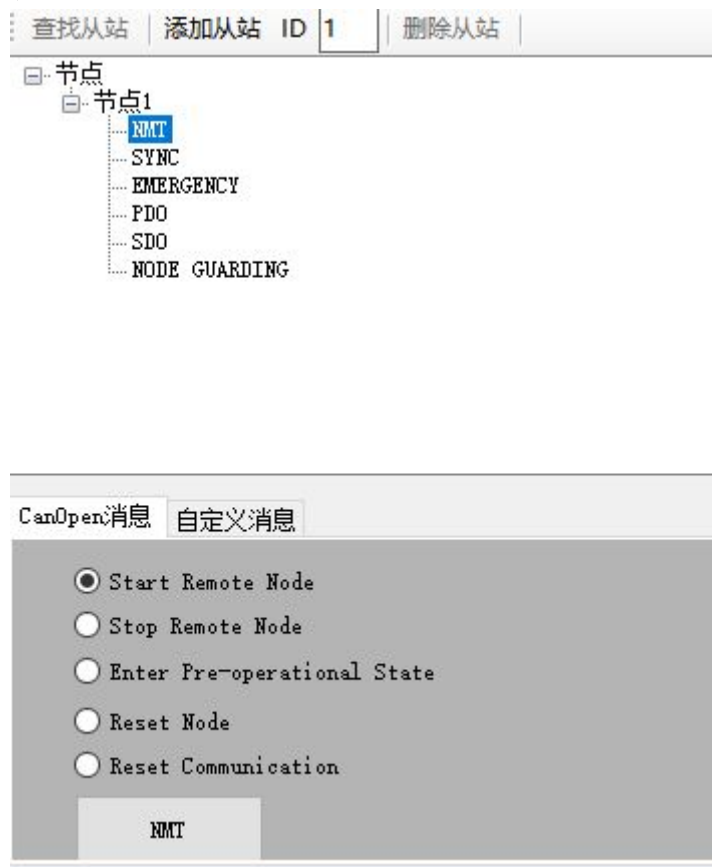 查找从站 添加从站 ID 1 删除从站
节点
节点1
NMT
SYNC
EMERGENCY
PDO
SDO
NODE GUARDING
CanOpen消息 自定义消息
Start Remote Node
Stop Remote Node
Enter Pre-operational State
Reset Node
Reset Communication
NMT